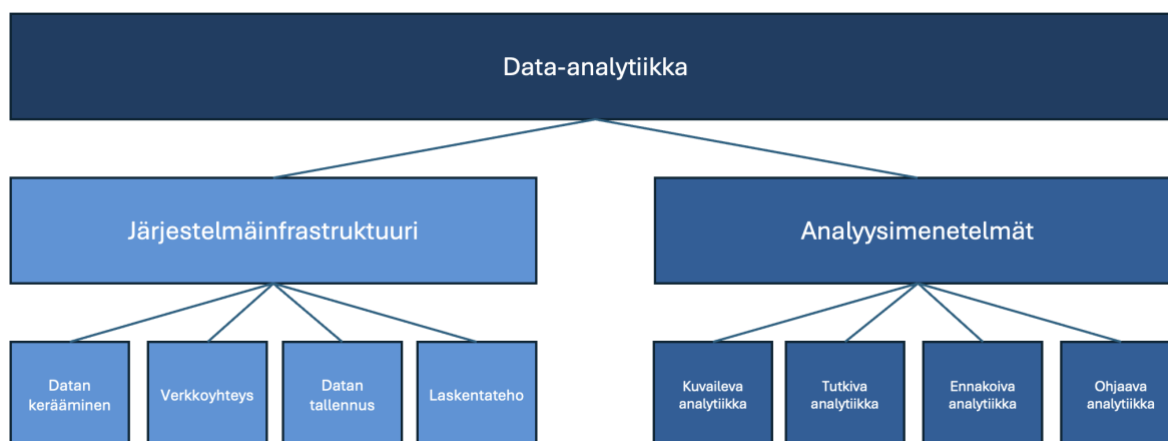 Data-analytiikka
Järjestelmäinfrastruktuuri
Analyysimenetelmät
Datan
kerääminen
Verkkoyhteys
Datan
tallennus
Laskentateho
Kuvaileva
analytiikka
Tutkiva
analytiikka
Ennakoiva
analytiikka
Ohjaava
analytiikka